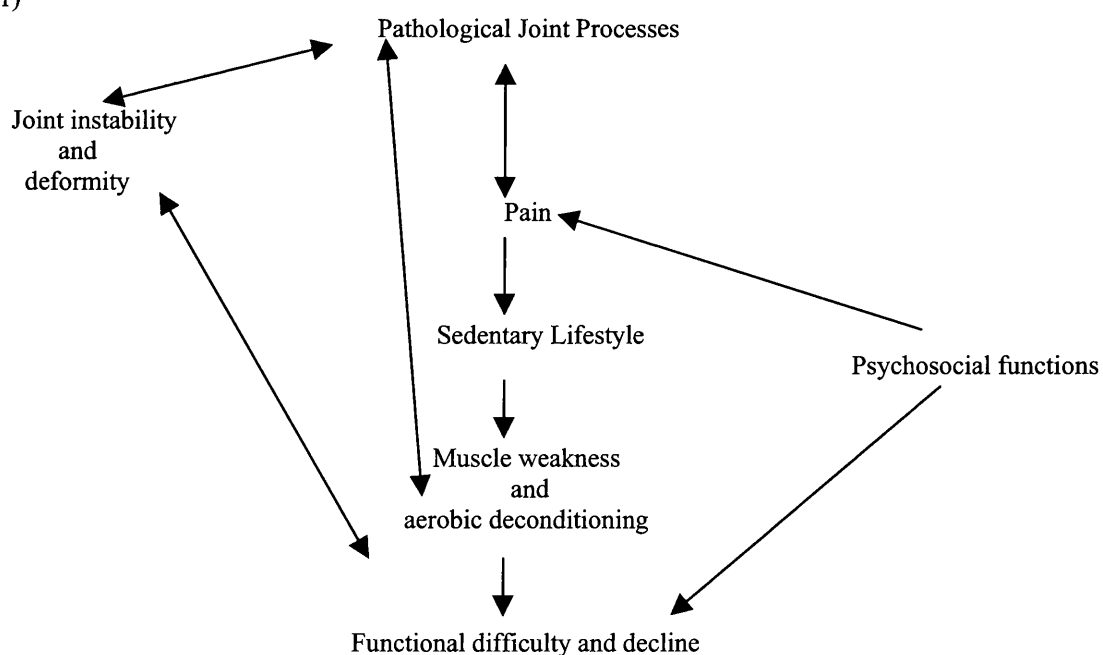 Pathological Joint Processes
Joint instability
and
deformity
Pain
Sedentary Lifestyle
Psychosocial functions
Muscle weakness
and
aerobic deconditioning
Functional difficulty and decline